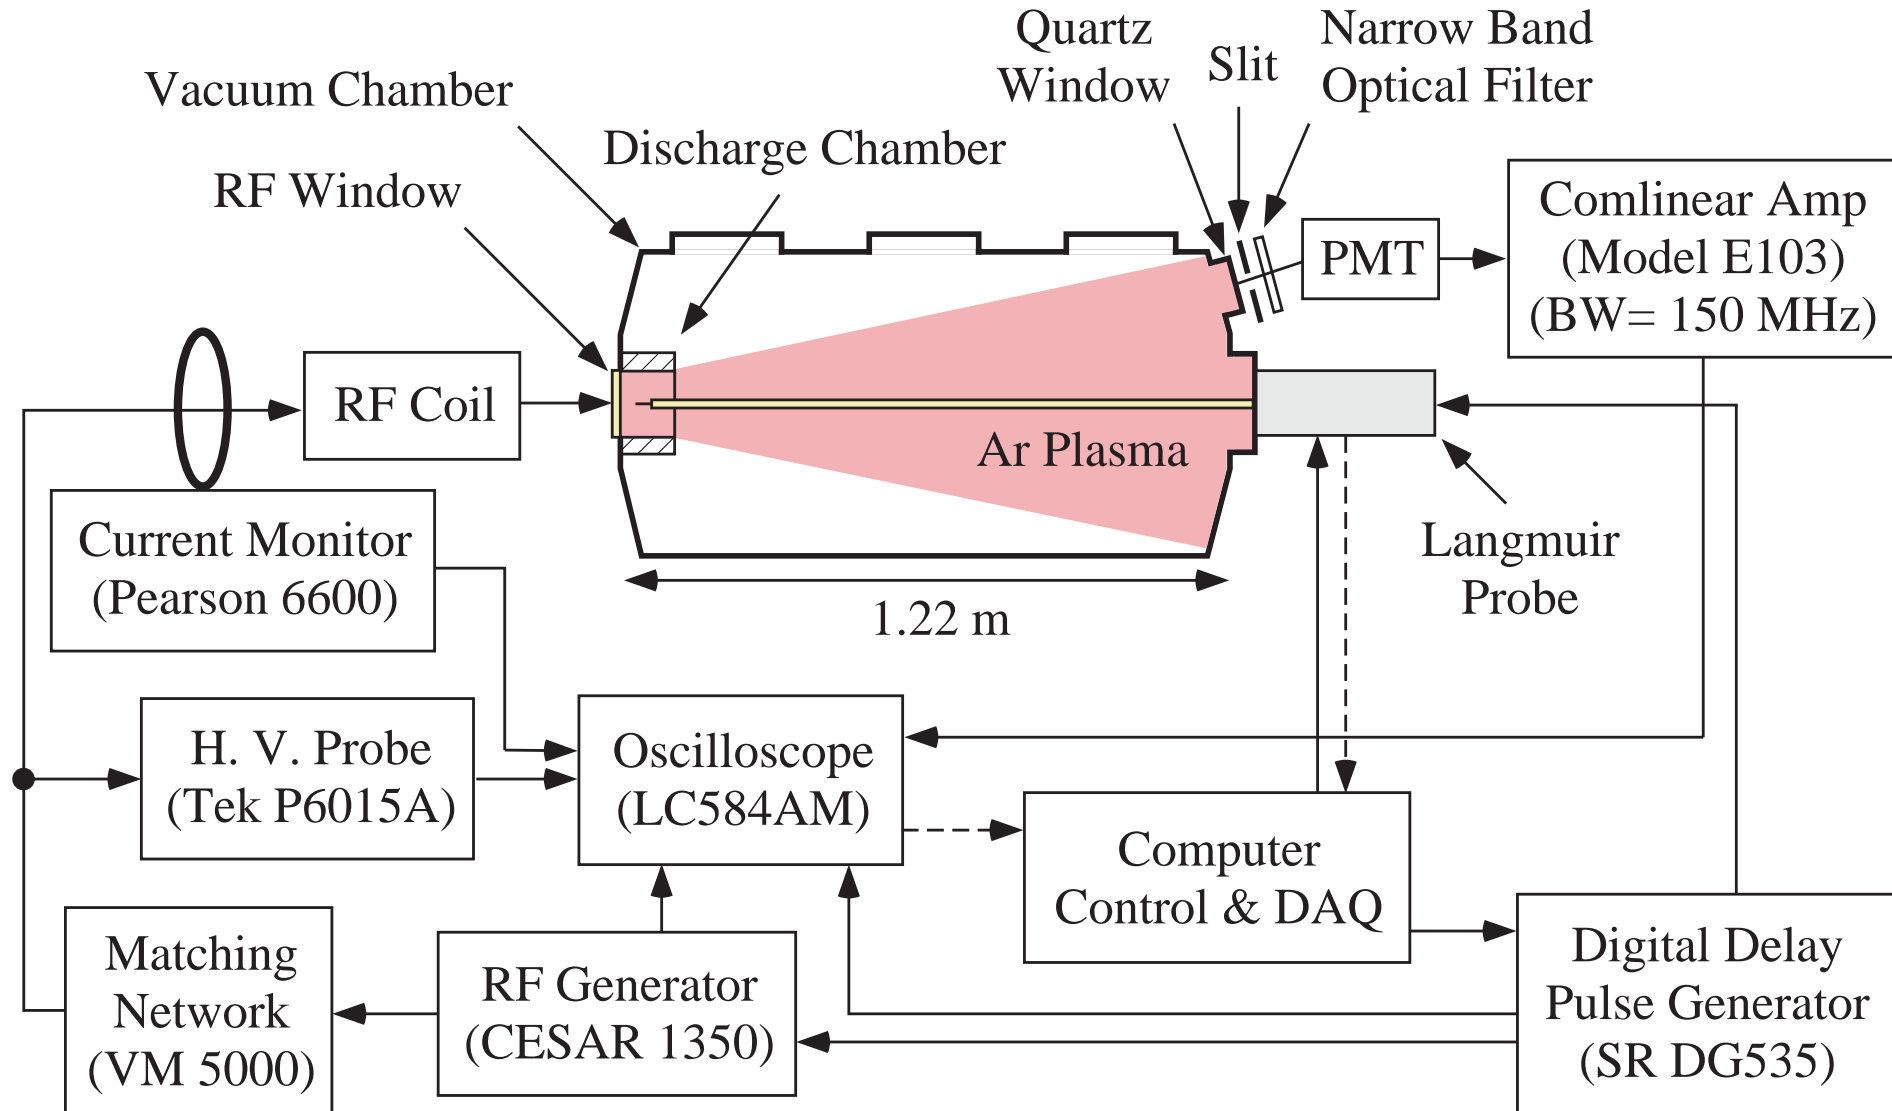 Quartz
Window
Slit
Narrow Band
Optical Filter
Vacuum Chamber
Discharge Chamber
RF Window
PMT
Comlinear Amp
(Model E103)
(BW= 150 MHz)
RF Coil
Ar Plasma
Langmuir
Probe
Current Monitor
(Pearson 6600)
1.22 m
H. V. Probe
(Tek P6015A)
Oscilloscope
(LC584AM)
Computer
Control & DAQ
Matching
Network
(VM 5000)
RF Generator
(CESAR 1350)
Digital Delay
Pulse Generator
(SR DG535)